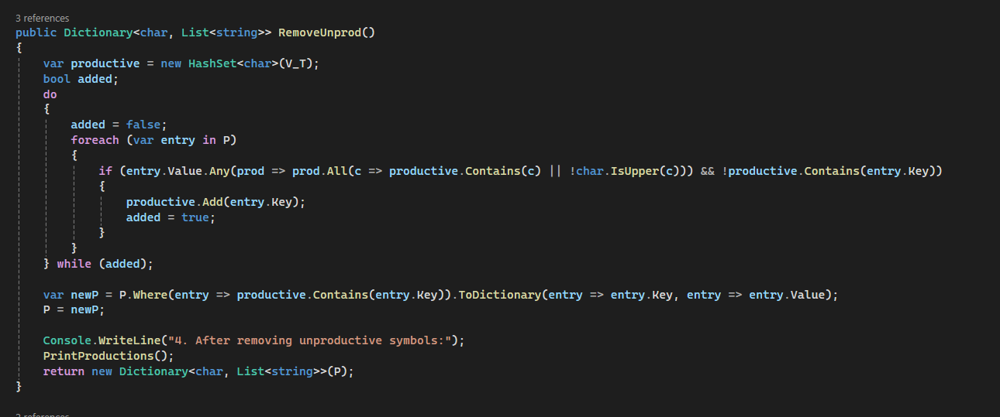 3 references
public Dictionary<char, List<string>> RemoveUnprod()
{
    var productive = new HashSet<char>(V_T);
    bool added;
    do
    {
        added = false;
        foreach (var entry in P)
        {
            if (entry.Value.Any(prod => prod.All(c => productive.Contains(c) || !char.IsUpper(c))) && !productive.Contains(entry.Key))
            {
                productive.Add(entry.Key);
                added = true;
            }
        }
    } while (added);

    var newP = P.Where(entry => productive.Contains(entry.Key)).ToDictionary(entry => entry.Key, entry => entry.Value);
    P = newP;

    Console.WriteLine("4. After removing unproductive symbols:");
    PrintProductions();
    return new Dictionary<char, List<string>>(P);
}
references